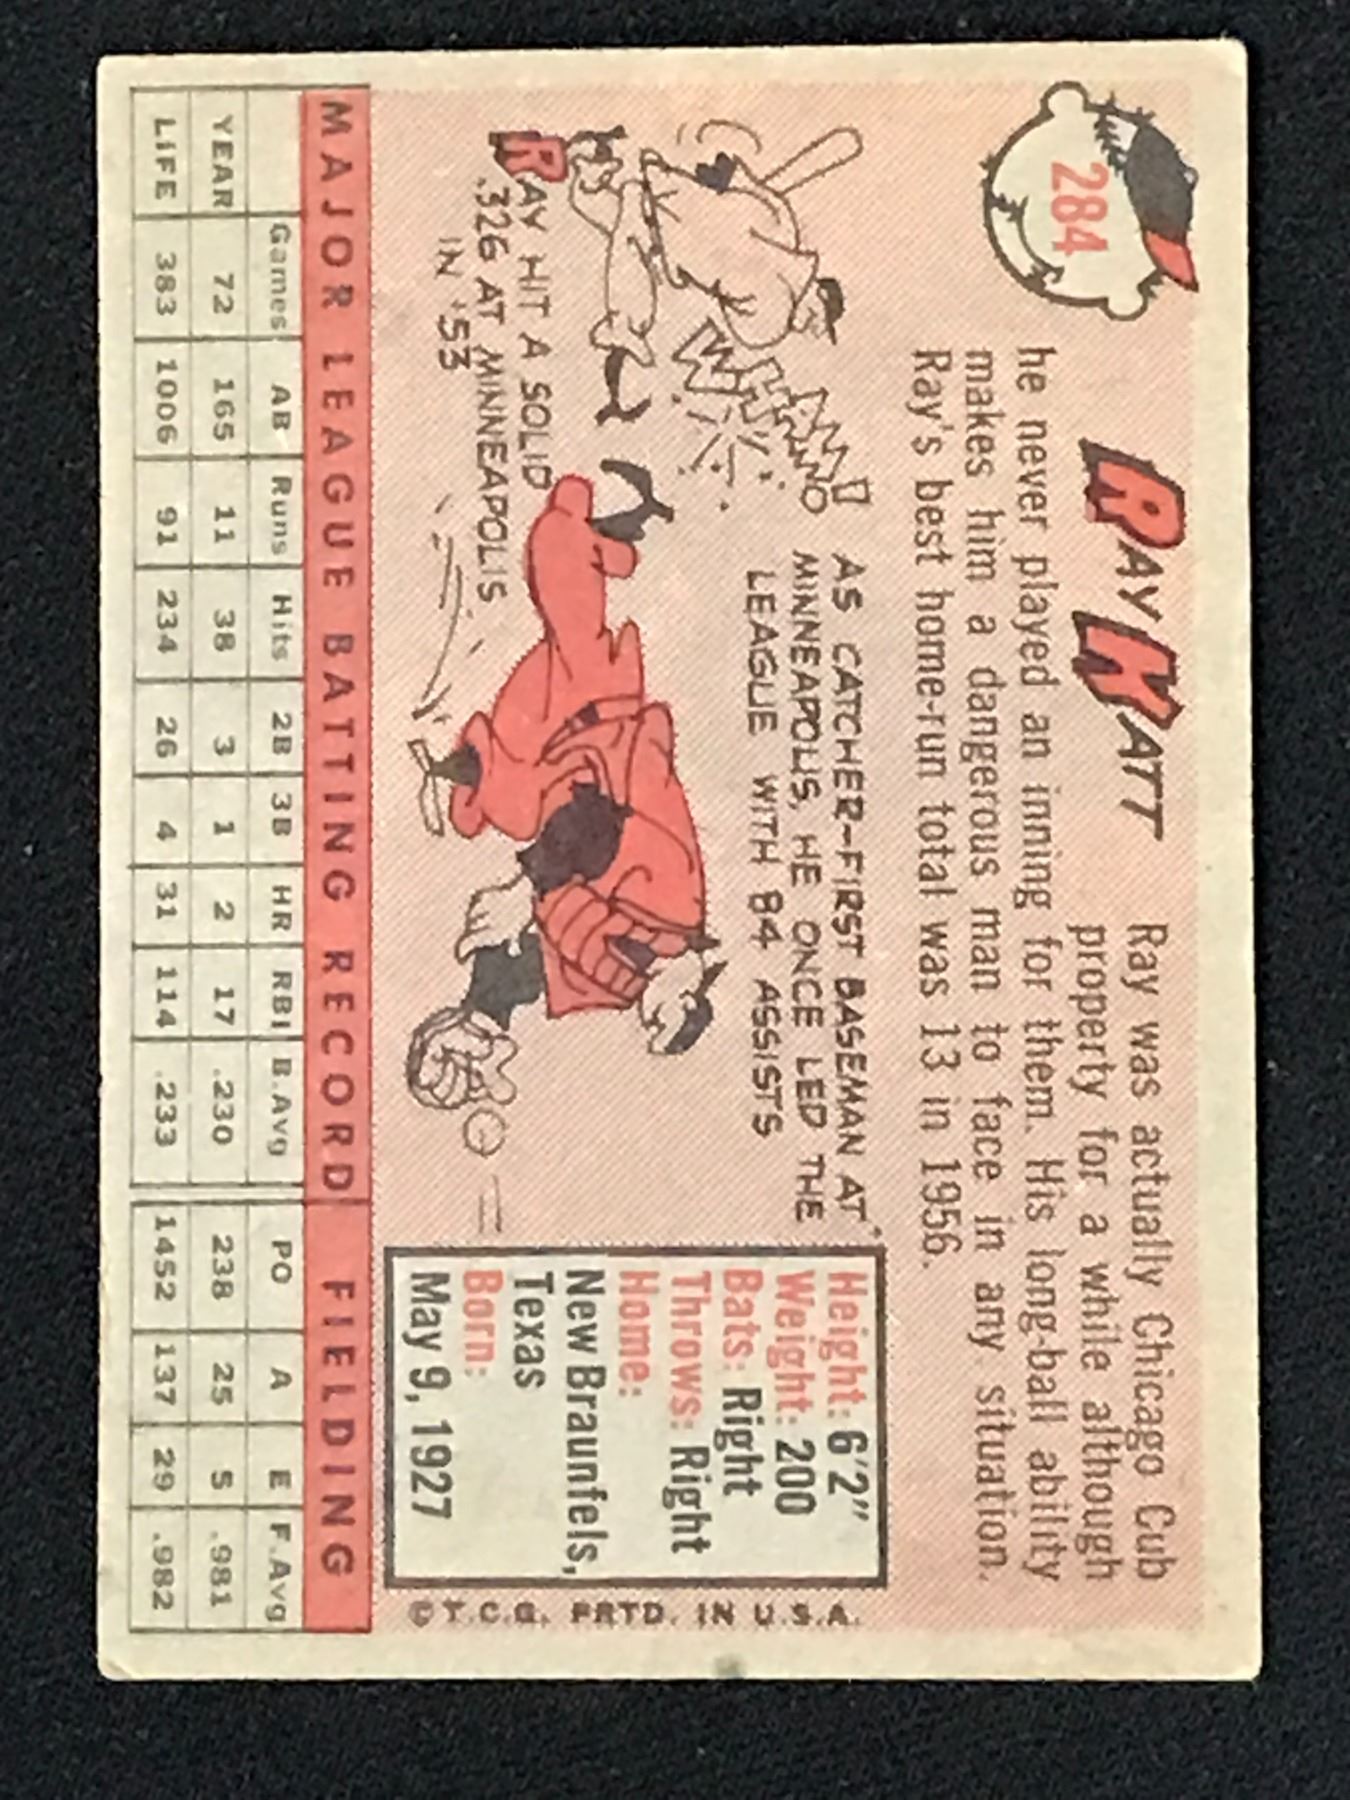 284
RAY KATT
Ray was actually Chicago Cub
property for a while although
he never played an inning for them. His long-ball ability
makes him a dangerous man to face in any situation.
Ray's best home-run total was 13 in 1956.
WHAM!
AS CATCHER-FIRST BASEMAN AT
MINNEAPOLIS, HE ONCE LED THE
LEAGUE WITH 84 ASSISTS
RAY HIT A SOLID
.326 AT MINNEAPOLIS
IN '53
Height: 6'2"
Weight: 200
Bats: Right
Throws: Right
Home:
New Braunfels,
Texas
Born:
May 9, 1927
© T.C.G. PRTD. IN U.S.A.
MAJOR LEAGUE BATTING RECORD FIELDING
Games AB Runs Hits 2B 3B HR RBI B.Avg PO A E F.Avg
YEAR 72 165 11 38 3 1 2 17 .230 238 25 5 .981
LIFE 383 1006 91 234 26 4 31 114 .233 1452 137 29 .982